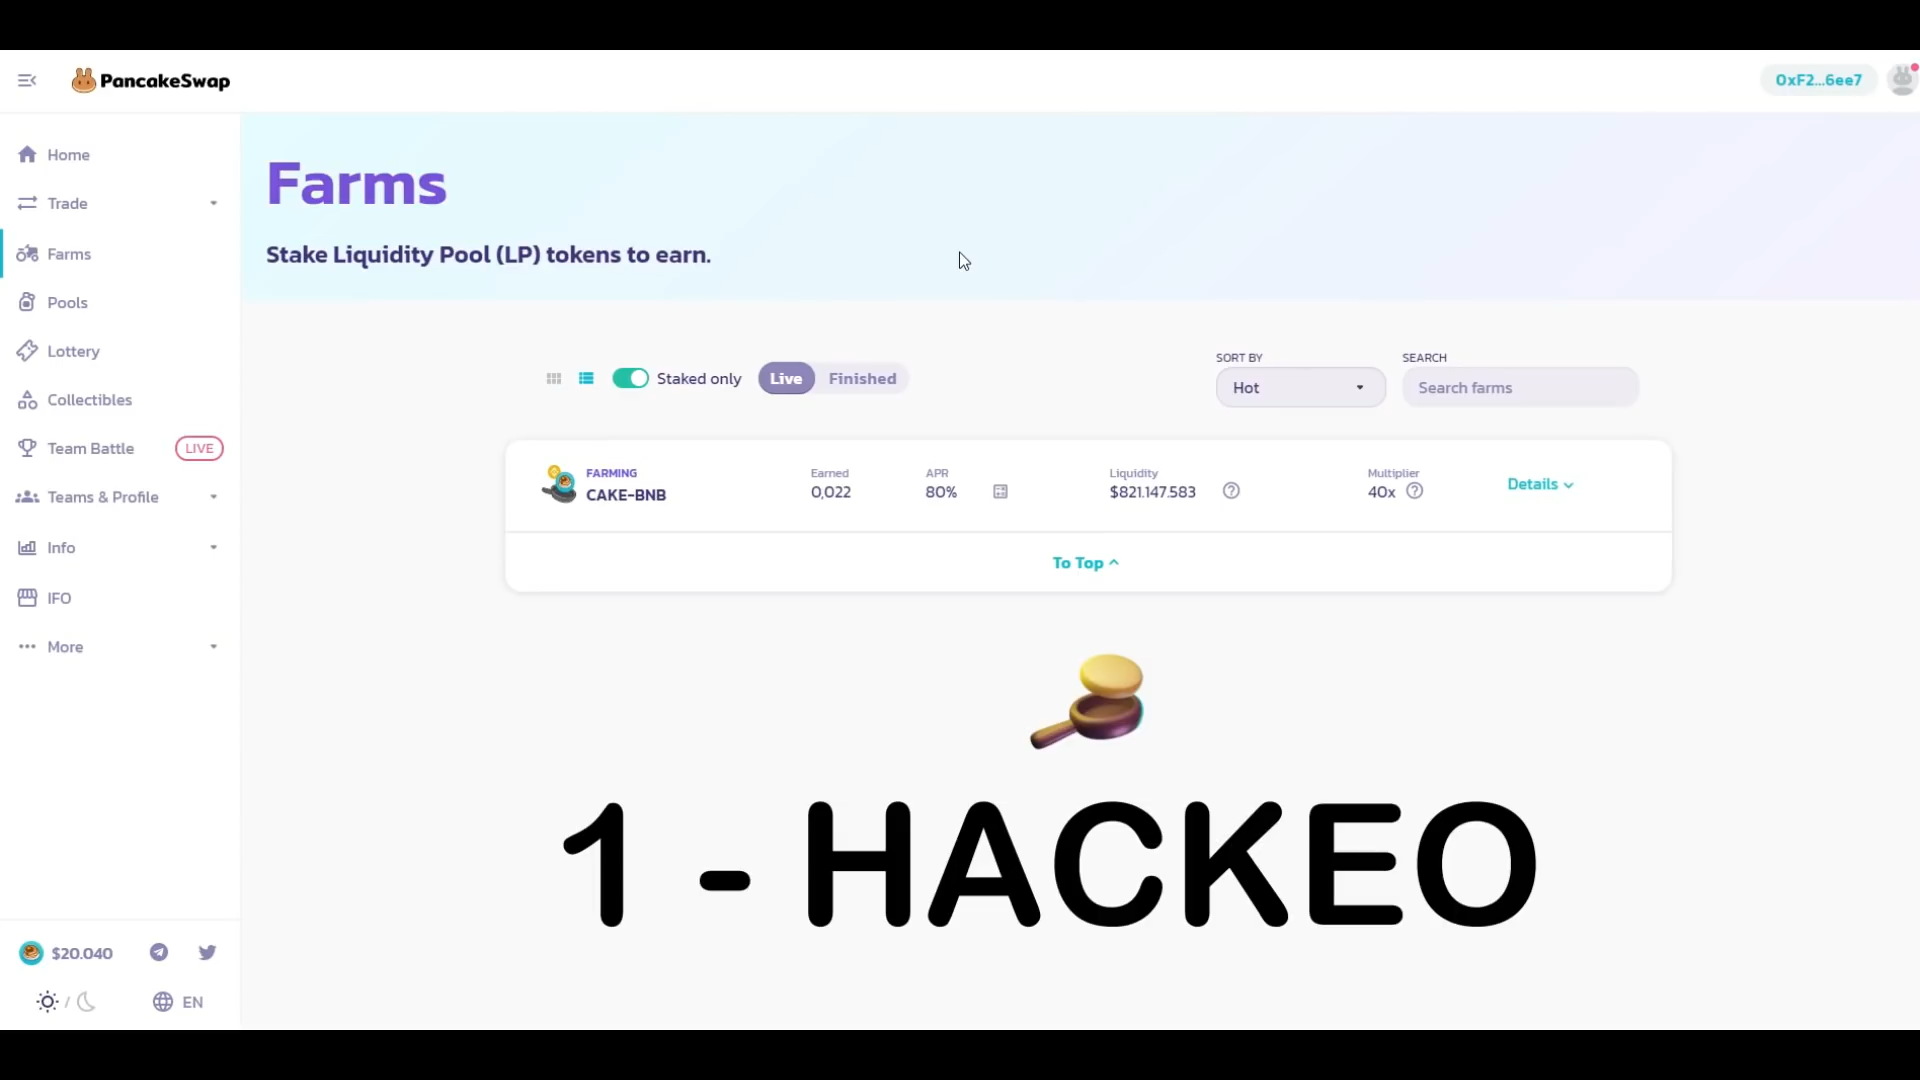 PancakeSwap
0xF2...6ee7
Home
Trade
Farms
Pools
Lottery
Collectibles
Team Battle LIVE
Teams & Profile
Info
IFO
More
$20.040
/
EN
Farms
Stake Liquidity Pool (LP) tokens to earn.
Staked only Live Finished
SORT BY
Hot
SEARCH
Search farms
FARMING
CAKE-BNB
Earned
0,022
APR
80%
Liquidity
$821.147.583
Multiplier
40x
Details
To Top
1 - HACKEO